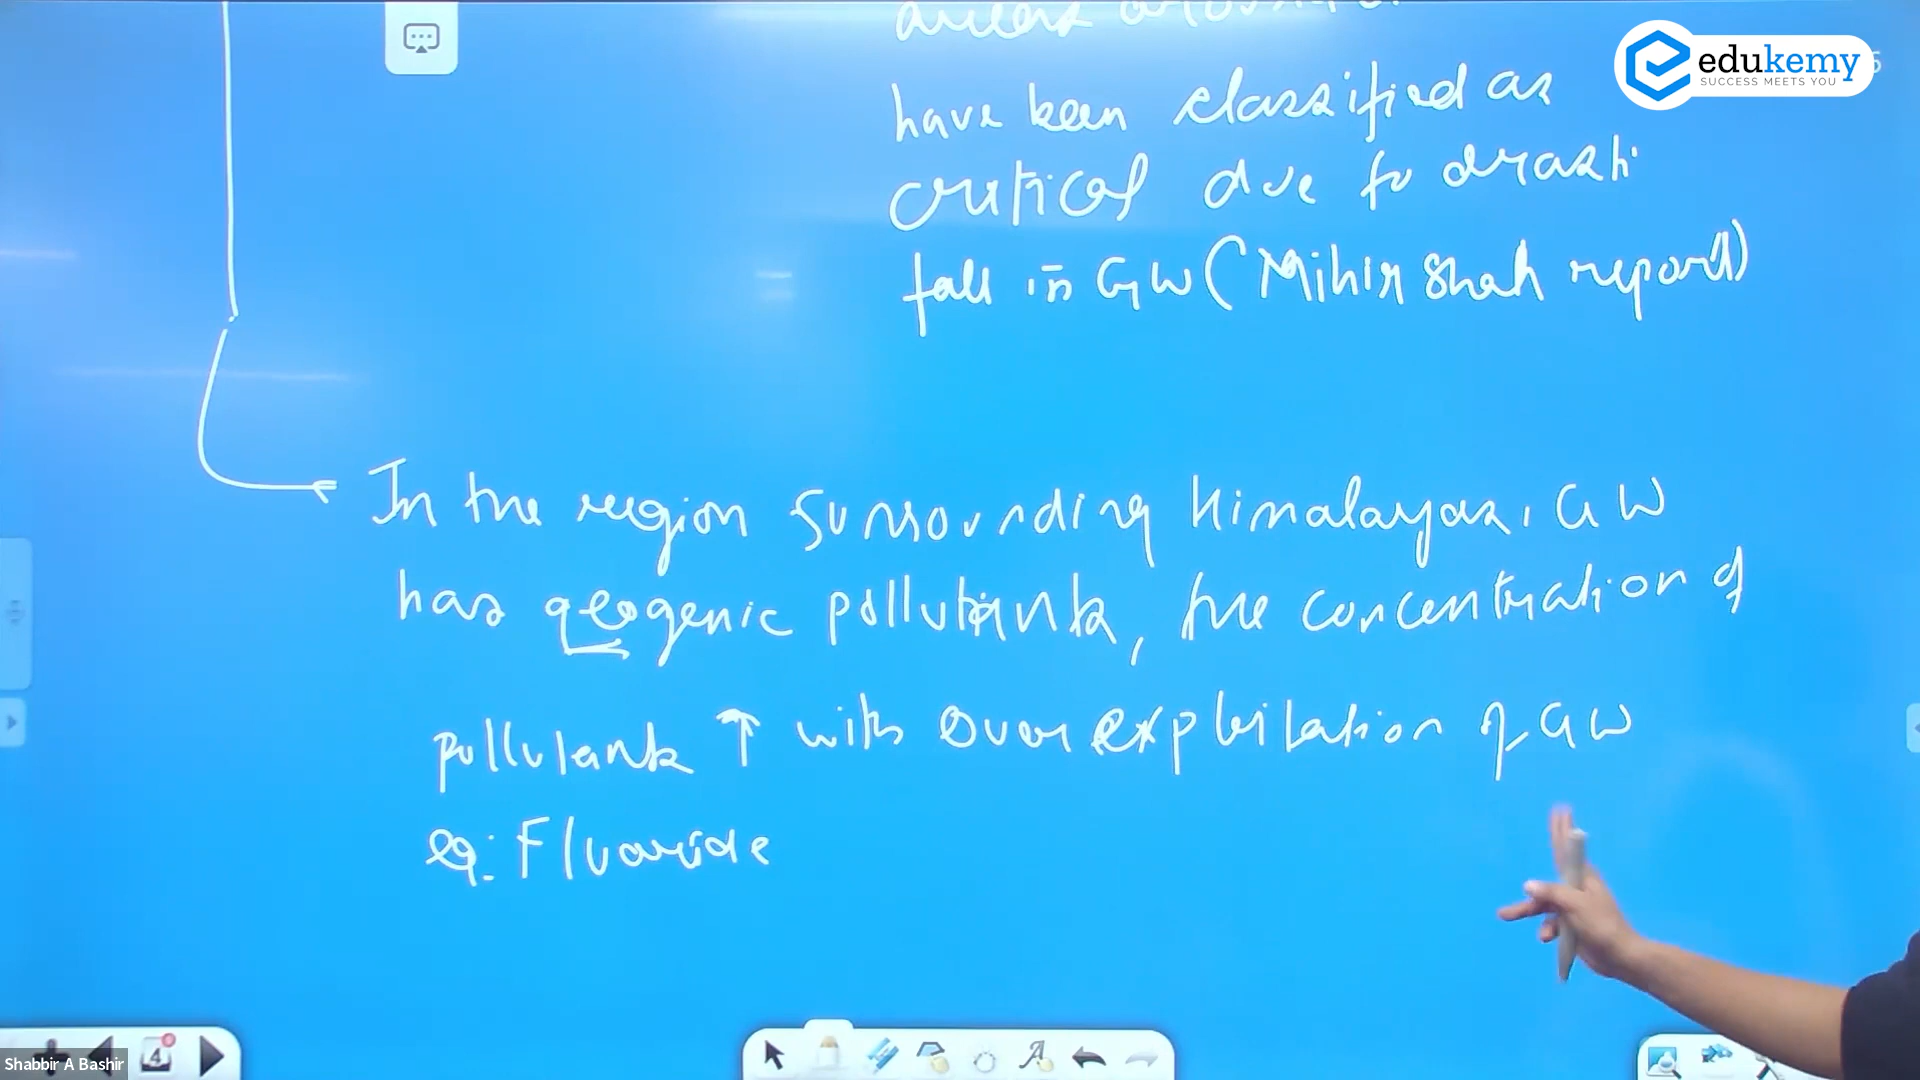 edukemy
SUCCESS MEETS YOU
have been classified as
critical due to drasti
fall in GW (Mihir Shah report)
In the region surrounding Himalayas, GW
has geogenic pollutants, the concentration of
pollutants ↑ with over exploitation of GW
eg: Fluoride
4
Shabbir A Bashir